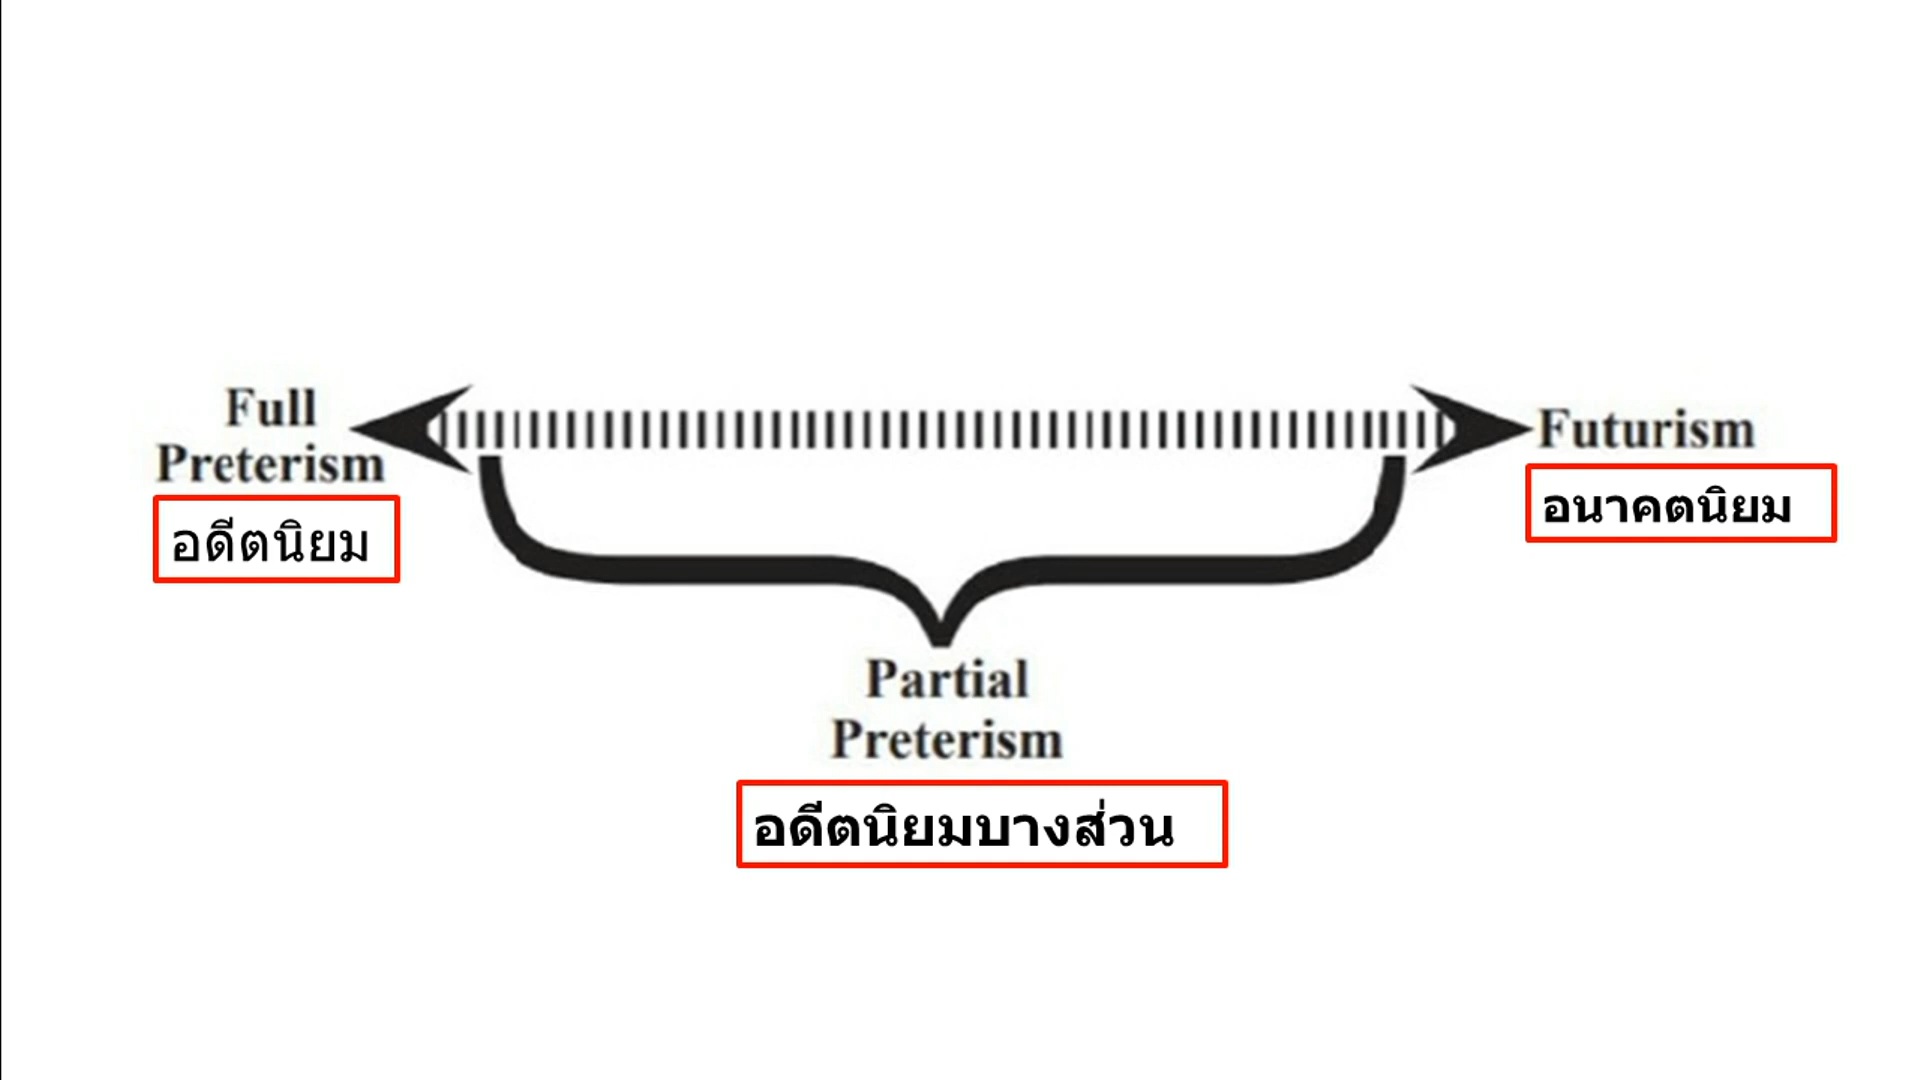 Full
Preterism
อดีตนิยม
Futurism
อนาคตนิยม
Partial
Preterism
อดีตนิยมบางส่วน